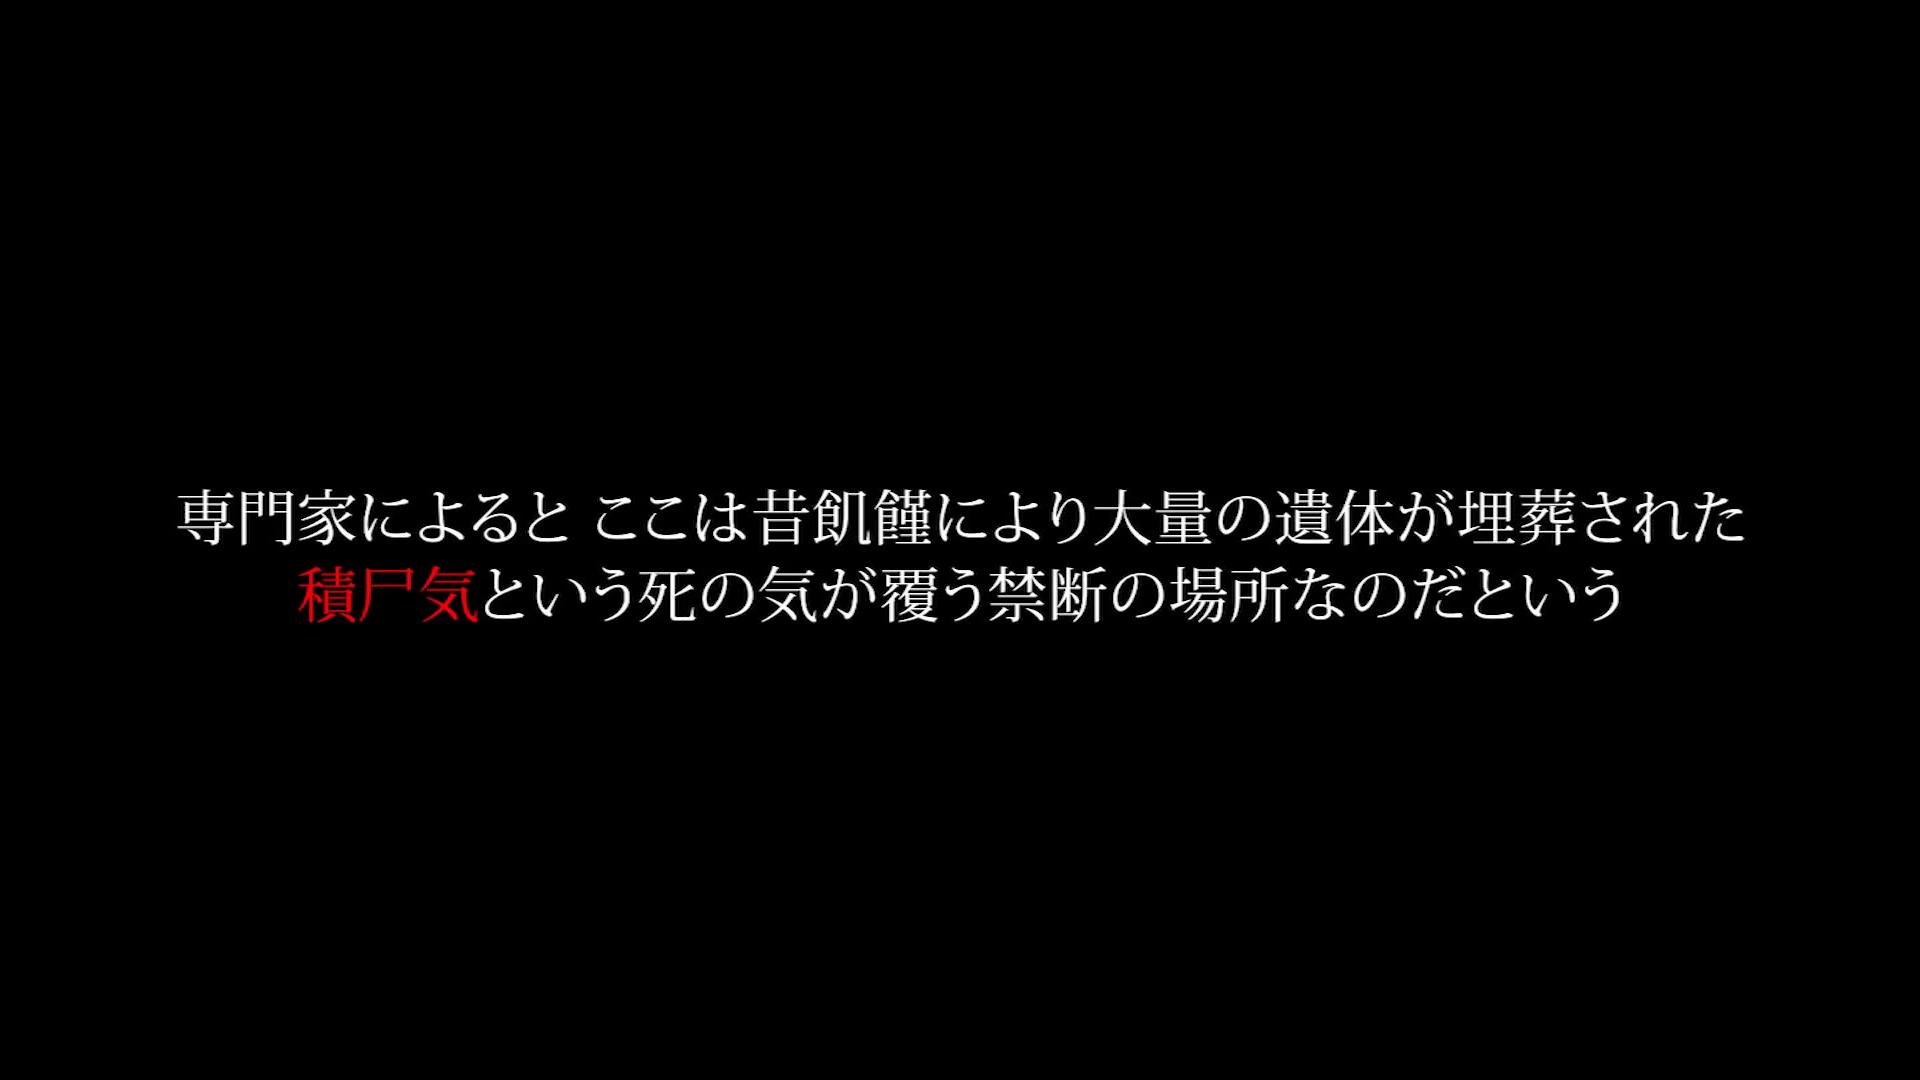 専門家によると ここは昔飢饉により大量の遺体が埋葬された
積尸気という死の気が覆う禁断の場所なのだという